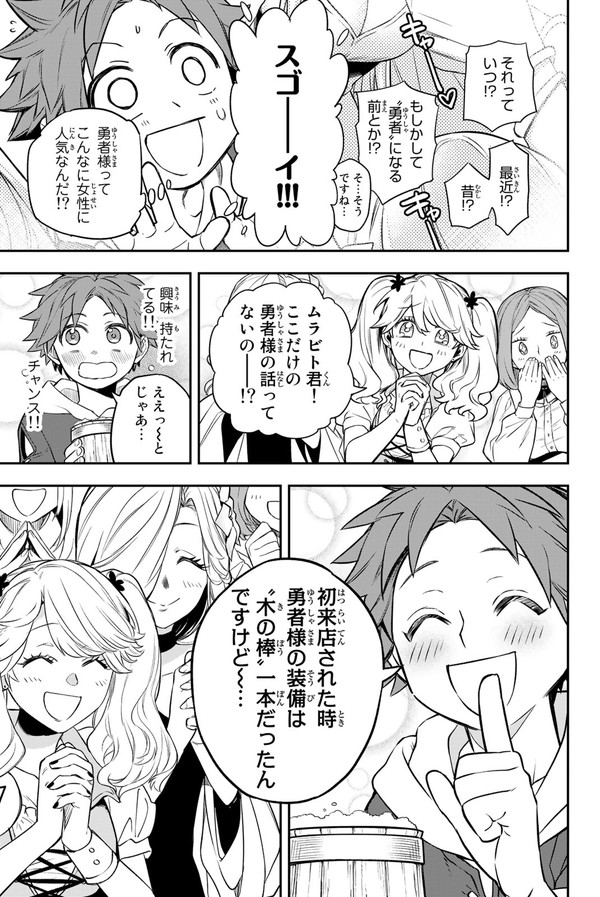 それって
いつ!?
最近!?
昔!?
キャー
もしかして
〝勇者〟になる
前とか!?
キャー
そ…そう
ですね…
スゴ――イ!!!
勇者様って
こんなに女性に
人気なんだ!?
ムラビト君!
ここだけの
勇者様の話って
ないの――!?
興味 持たれ
てる!!
チャンス!!
ええっ〜と
じゃあ…
初来店された時
勇者様の装備は
〝木の棒〟一本だったん
ですけど〜…